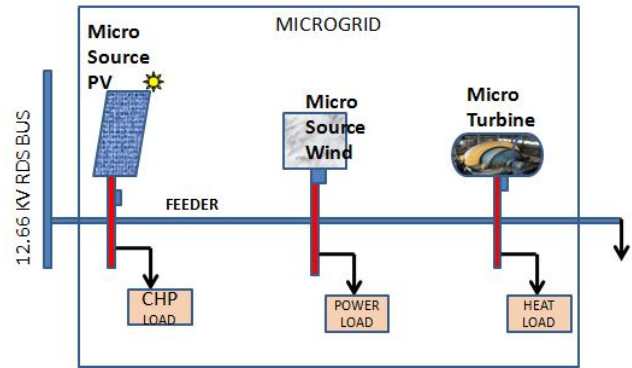 MICROGRID
Micro
Source
PV
Micro
Source
Wind
Micro
Turbine
12.66 KV RDS BUS
FEEDER
CHP
LOAD
POWER
LOAD
HEAT
LOAD